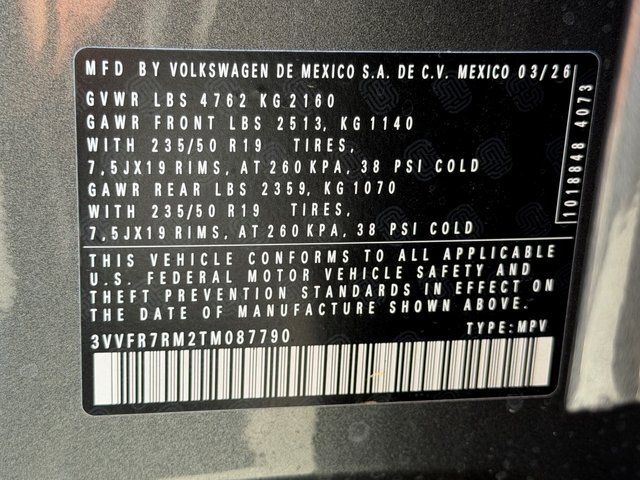 MFD BY VOLKSWAGEN DE MEXICO S.A. DE C.V. MEXICO 03/26
GVWR LBS 4762 KG 2160
GAWR FRONT LBS 2513, KG 1140
WITH 235/50 R19 TIRES,
7,5JX19 RIMS, AT 260 KPA, 38 PSI COLD
GAWR REAR LBS 2359, KG 1070
WITH 235/50 R19 TIRES,
7,5JX19 RIMS, AT 260 KPA, 38 PSI COLD
THIS VEHICLE CONFORMS TO ALL APPLICABLE
U.S. FEDERAL MOTOR VEHICLE SAFETY AND
THEFT PREVENTION STANDARDS IN EFFECT ON
THE DATE OF MANUFACTURE SHOWN ABOVE.
3VVFR7RM2TM087790 TYPE: MPV
1018848 4073